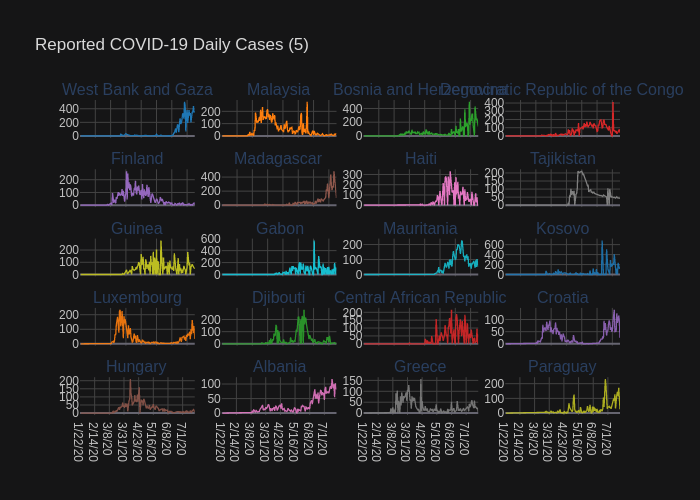 Reported COVID-19 Daily Cases (5)
West Bank and Gaza Malaysia Bosnia and Herzegovina Democratic Republic of the Congo
400 200 0
200 100 0
400 200 0
400 300 200 100 0
Finland Madagascar Haiti Tajikistan
200 100 0
400 200 0
300 200 100 0
200 150 100 50 0
Guinea Gabon Mauritania Kosovo
200 100 0
600 400 200 0
200 100 0
600 400 200 0
Luxembourg Djibouti Central African Republic Croatia
200 100 0
200 100 0
200 150 100 50 0
100 50 0
Hungary Albania Greece Paraguay
200 150 100 50 0
100 50 0
150 100 50 0
200 100 0
1/22/20 2/14/20 3/8/20 3/31/20 4/23/20 5/16/20 6/8/20 7/1/20
1/22/20 2/14/20 3/8/20 3/31/20 4/23/20 5/16/20 6/8/20 7/1/20
1/22/20 2/14/20 3/8/20 3/31/20 4/23/20 5/16/20 6/8/20 7/1/20
1/22/20 2/14/20 3/8/20 3/31/20 4/23/20 5/16/20 6/8/20 7/1/20